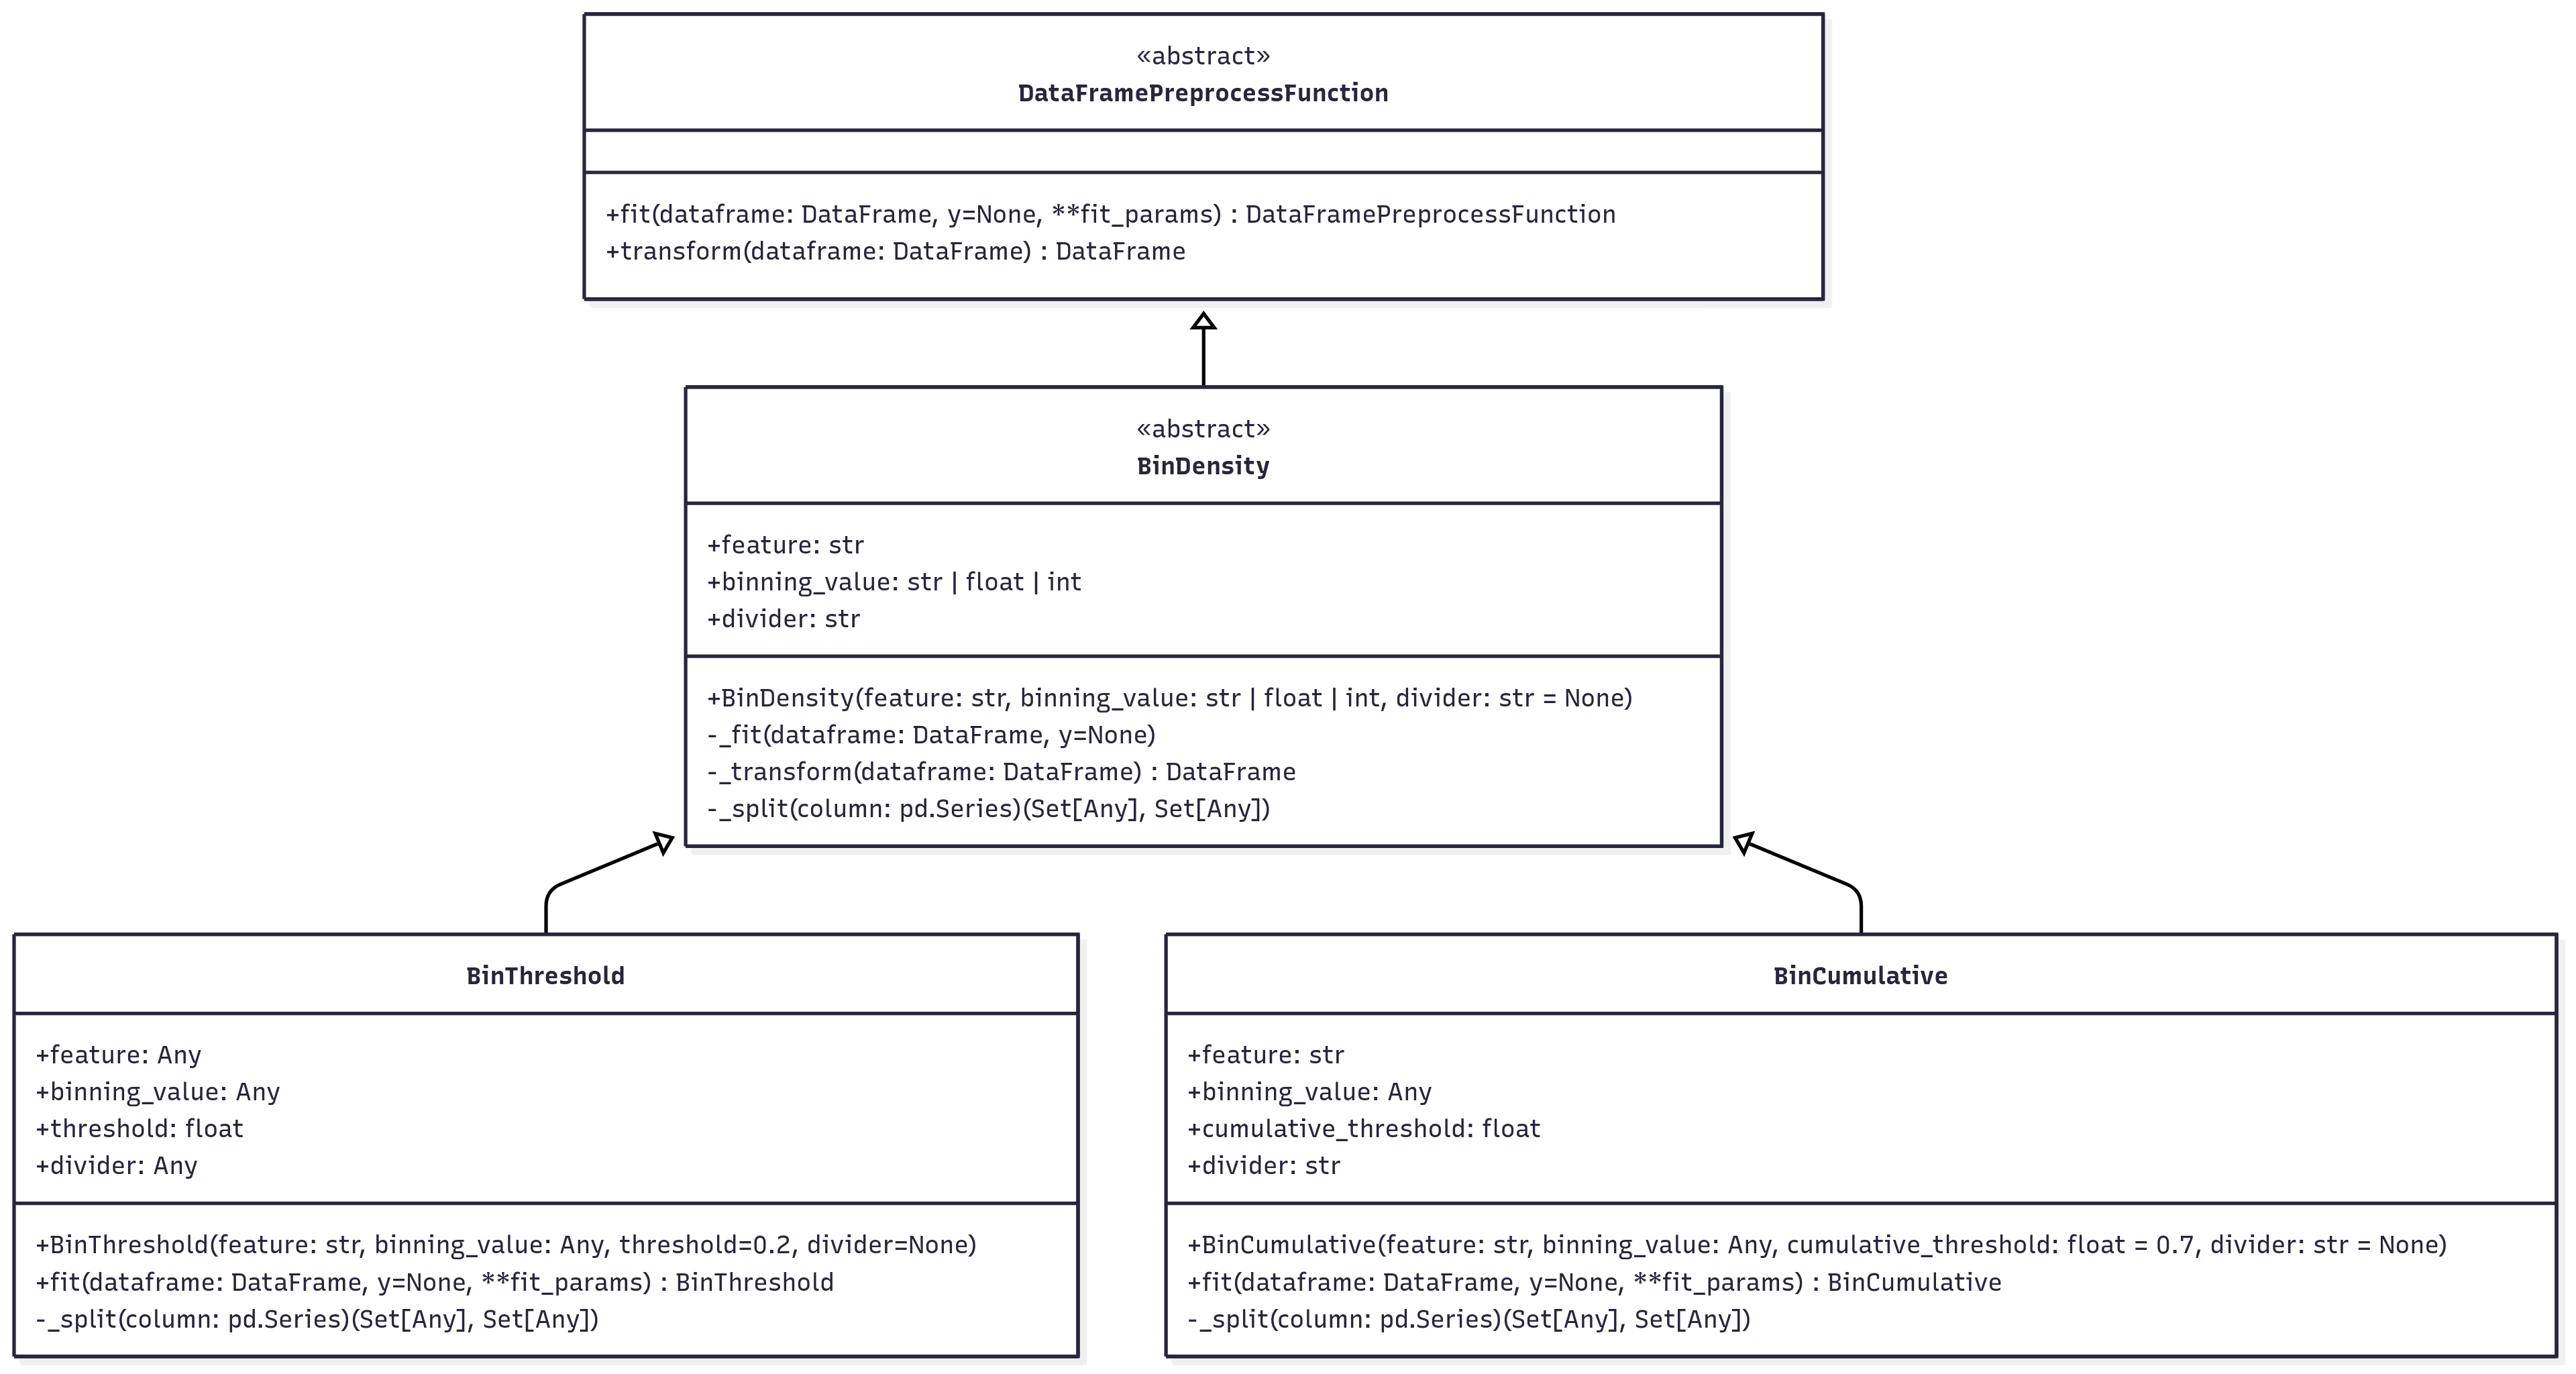 «abstract»
DataFramePreprocessFunction
+fit(dataframe: DataFrame, y=None, **fit_params) : DataFramePreprocessFunction
+transform(dataframe: DataFrame) : DataFrame
«abstract»
BinDensity
+feature: str
+binning_value: str | float | int
+divider: str
+BinDensity(feature: str, binning_value: str | float | int, divider: str = None)
-_fit(dataframe: DataFrame, y=None)
-_transform(dataframe: DataFrame) : DataFrame
-_split(column: pd.Series)(Set[Any], Set[Any])
BinThreshold
+feature: Any
+binning_value: Any
+threshold: float
+divider: Any
+BinThreshold(feature: str, binning_value: Any, threshold=0.2, divider=None)
+fit(dataframe: DataFrame, y=None, **fit_params) : BinThreshold
-_split(column: pd.Series)(Set[Any], Set[Any])
BinCumulative
+feature: str
+binning_value: Any
+cumulative_threshold: float
+divider: str
+BinCumulative(feature: str, binning_value: Any, cumulative_threshold: float = 0.7, divider: str = None)
+fit(dataframe: DataFrame, y=None, **fit_params) : BinCumulative
-_split(column: pd.Series)(Set[Any], Set[Any])